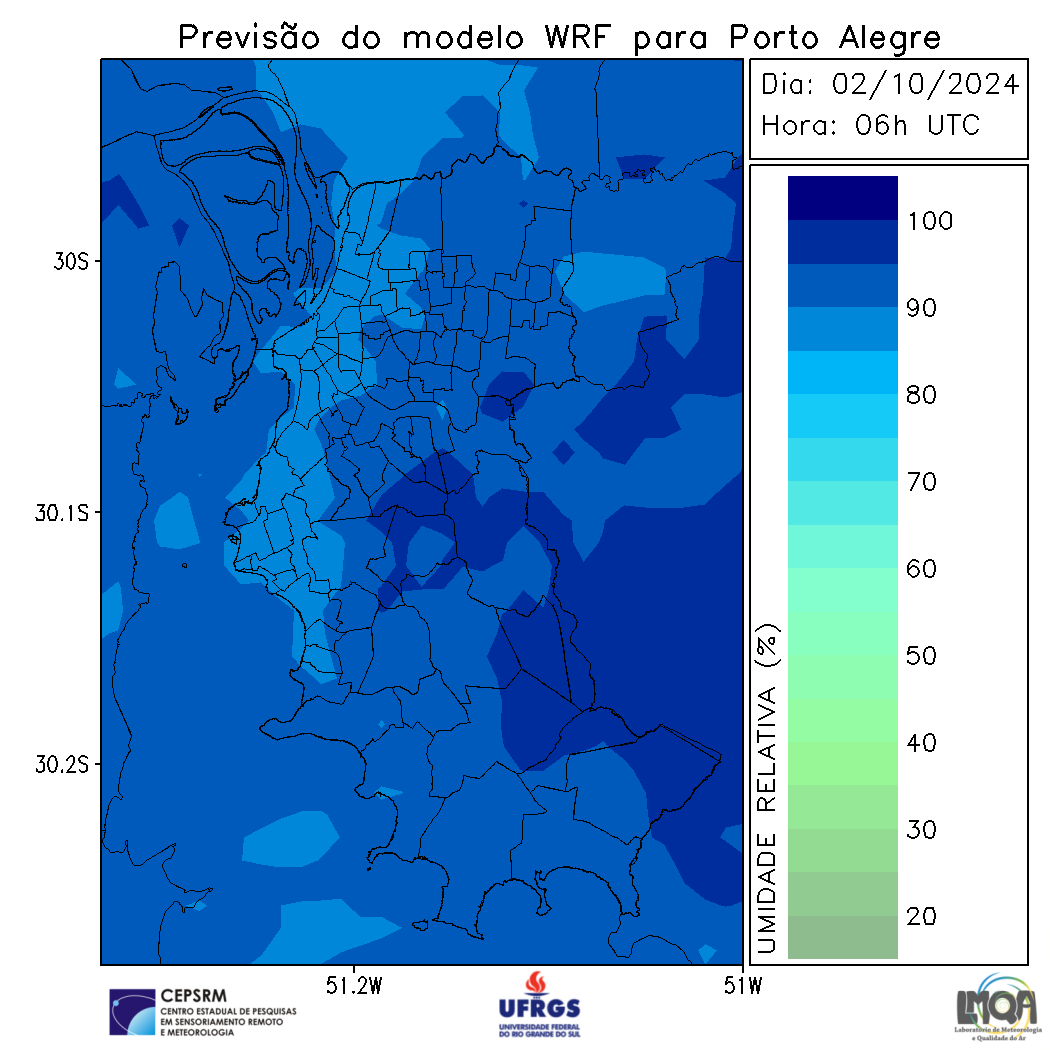 Previsão do modelo WRF para Porto Alegre
Dia: 02/10/2024
Hora: 06h UTC
30S
30.1S
30.2S
51.2W
51W
100
90
80
70
60
50
40
30
20
UMIDADE RELATIVA (%)
CEPSRM
CENTRO ESTADUAL DE PESQUISAS
EM SENSORIAMENTO REMOTO
E METEOROLOGIA
UFRGS
UNIVERSIDADE FEDERAL
DO RIO GRANDE DO SUL
LMQA
Laboratório de Meteorologia
e Qualidade do Ar